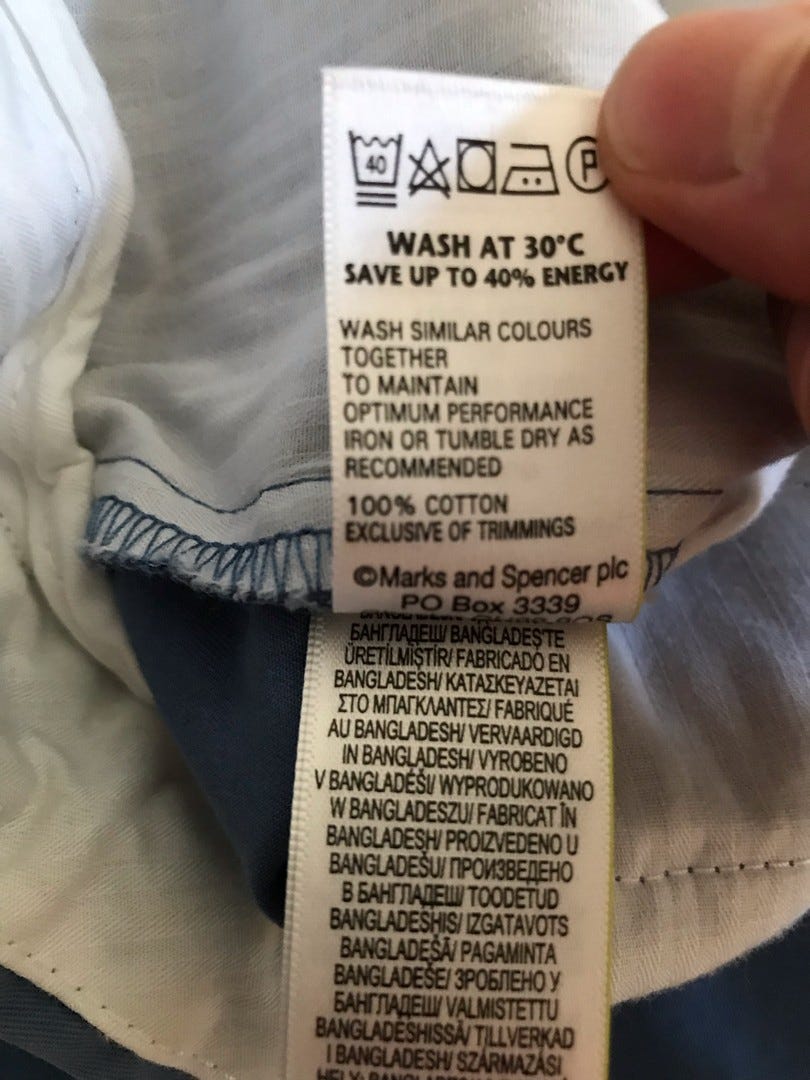 40
P
WASH AT 30°C
SAVE UP TO 40% ENERGY
WASH SIMILAR COLOURS
TOGETHER
TO MAINTAIN
OPTIMUM PERFORMANCE
IRON OR TUMBLE DRY AS
RECOMMENDED
100% COTTON
EXCLUSIVE OF TRIMMINGS
©Marks and Spencer plc
PO Box 3339
БАНГЛАДЕШ/ BANGLADEŞ'TE
ÜRETİLMİŞTİR/ FABRICADO EN
BANGLADESH/ ΚΑΤΑΣΚΕΥΑΖΕΤΑΙ
ΣΤΟ ΜΠΑΓΚΛΑΝΤΕΣ/ FABRIQUÉ
AU BANGLADESH/ VERVAARDIGD
IN BANGLADESH/ VYROBENO
V BANGLADÉŠI/ WYPRODUKOWANO
W BANGLADESZU/ FABRICAT ÎN
BANGLADESH/ PROIZVEDENO U
BANGLADEŠU/ ПРОИЗВЕДЕНО
В БАНГЛАДЕШ/ TOODETUD
BANGLADESHIS/ IZGATAVOTS
BANGLADEŠĀ/ PAGAMINTA
BANGLADEŠE/ ЗРОБЛЕНО У
БАНГЛАДЕШ/ VALMISTETTU
BANGLADESHISSÄ/ TILLVERKAD
I BANGLADESH/ SZÁRMAZÁSI